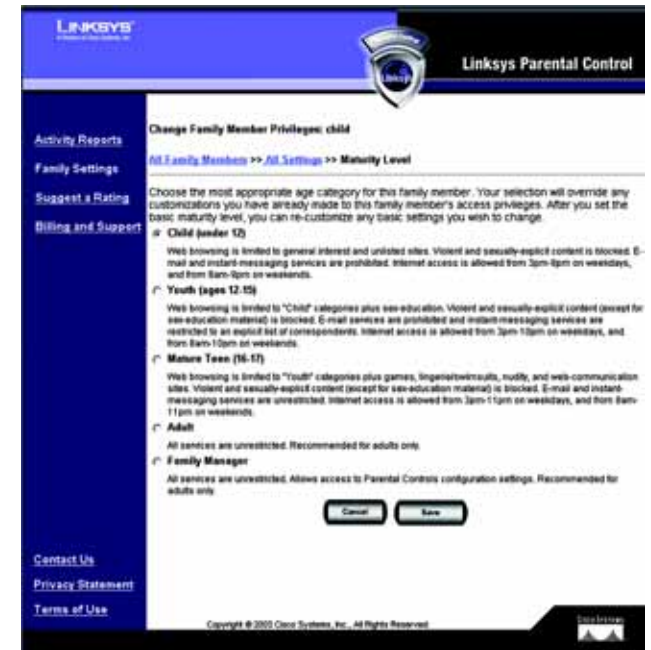 LINKSYS
Linksys
Linksys Parental Control
Activity Reports
Family Settings
Suggest a Rating
Billing and Support
Change Family Member Privileges: child
All Family Members >> All Settings >> Maturity Level
Choose the most appropriate age category for this family member. Your selection will override any
customizations you have already made to this family member's access privileges. After you set the
basic maturity level, you can re-customize any basic settings you wish to change.
Child (under 12)
Web browsing is limited to general interest and unlisted sites. Violent and sexually-explicit content is blocked. E-
mail and instant-messaging services are prohibited. Internet access is allowed from 3pm-8pm on weekdays,
and from 8am-9pm on weekends.
Youth (ages 12-15)
Web browsing is limited to "Child" categories plus sex-education. Violent and sexually-explicit content (except for
sex-education material) is blocked. E-mail services are prohibited and instant-messaging services are
restricted to an explicit list of correspondents. Internet access is allowed from 3pm-10pm on weekdays, and
from 8am-10pm on weekends.
Mature Teen (16-17)
Web browsing is limited to "Youth" categories plus games, lingerie/swimsuits, nudity, and web-communication
sites. Violent and sexually-explicit content (except for sex-education material) is blocked. E-mail and instant-
messaging services are unrestricted. Internet access is allowed from 3pm-11pm on weekdays, and from 8am-
11pm on weekends.
Adult
All services are unrestricted. Recommended for adults only.
Family Manager
All services are unrestricted. Allows access to Parental Controls configuration settings. Recommended for
adults only.
Cancel
Save
Contact Us
Privacy Statement
Terms of Use
Copyright © 2003 Cisco Systems, Inc., All Rights Reserved
Cisco Systems